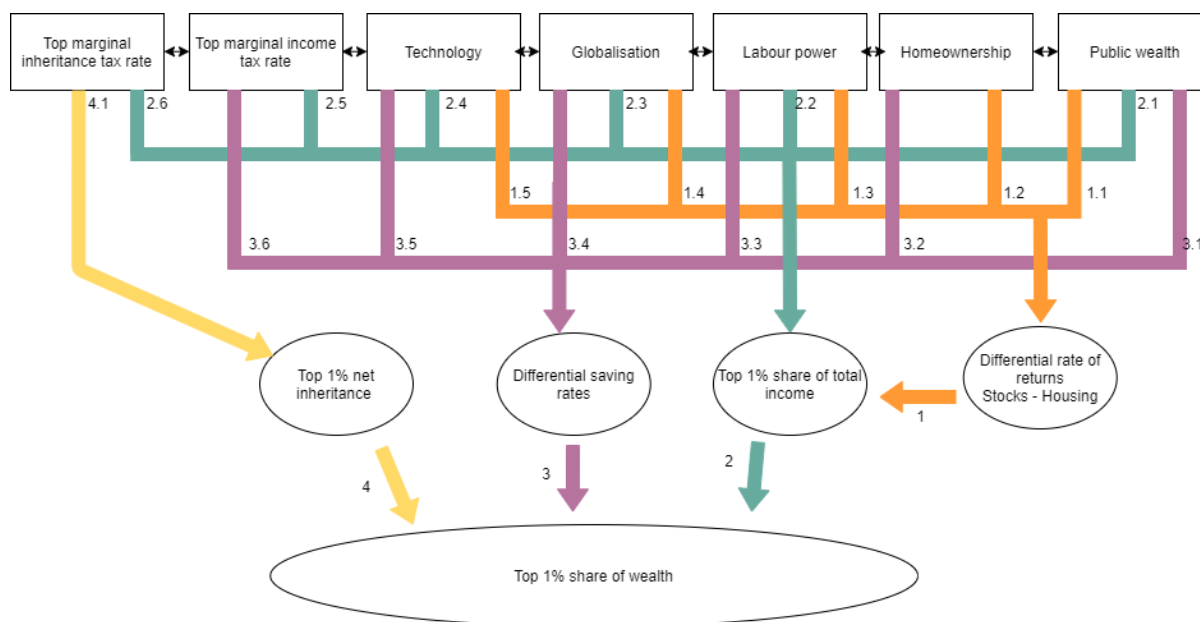 Top marginal
inheritance tax rate
Top marginal income
tax rate
Technology
Globalisation
Labour power
Homeownership
Public wealth
4.1
2.6
2.5
2.4
2.3
2.2
2.1
1.5
1.4
1.3
1.2
1.1
3.6
3.5
3.4
3.3
3.2
3.1
Top 1% net
inheritance
Differential saving
rates
Top 1% share of total
income
Differential rate of
returns
Stocks - Housing
1
4
3
2
Top 1% share of wealth